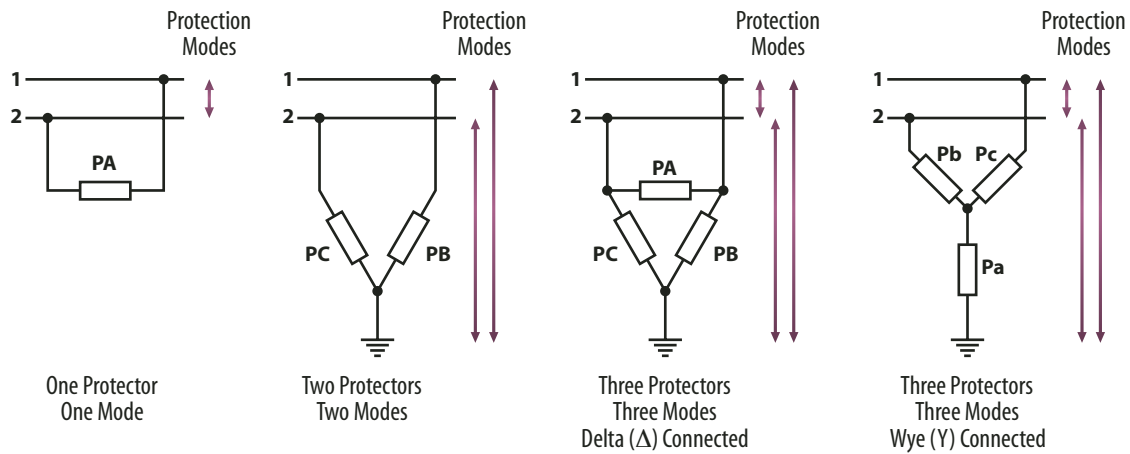 Protection
Modes
1
2
PA
One Protector
One Mode
Protection
Modes
1
2
PC
PB
Two Protectors
Two Modes
Protection
Modes
1
2
PA
PC
PB
Three Protectors
Three Modes
Delta (Δ) Connected
Protection
Modes
1
2
Pb
Pc
Pa
Three Protectors
Three Modes
Wye (Y) Connected